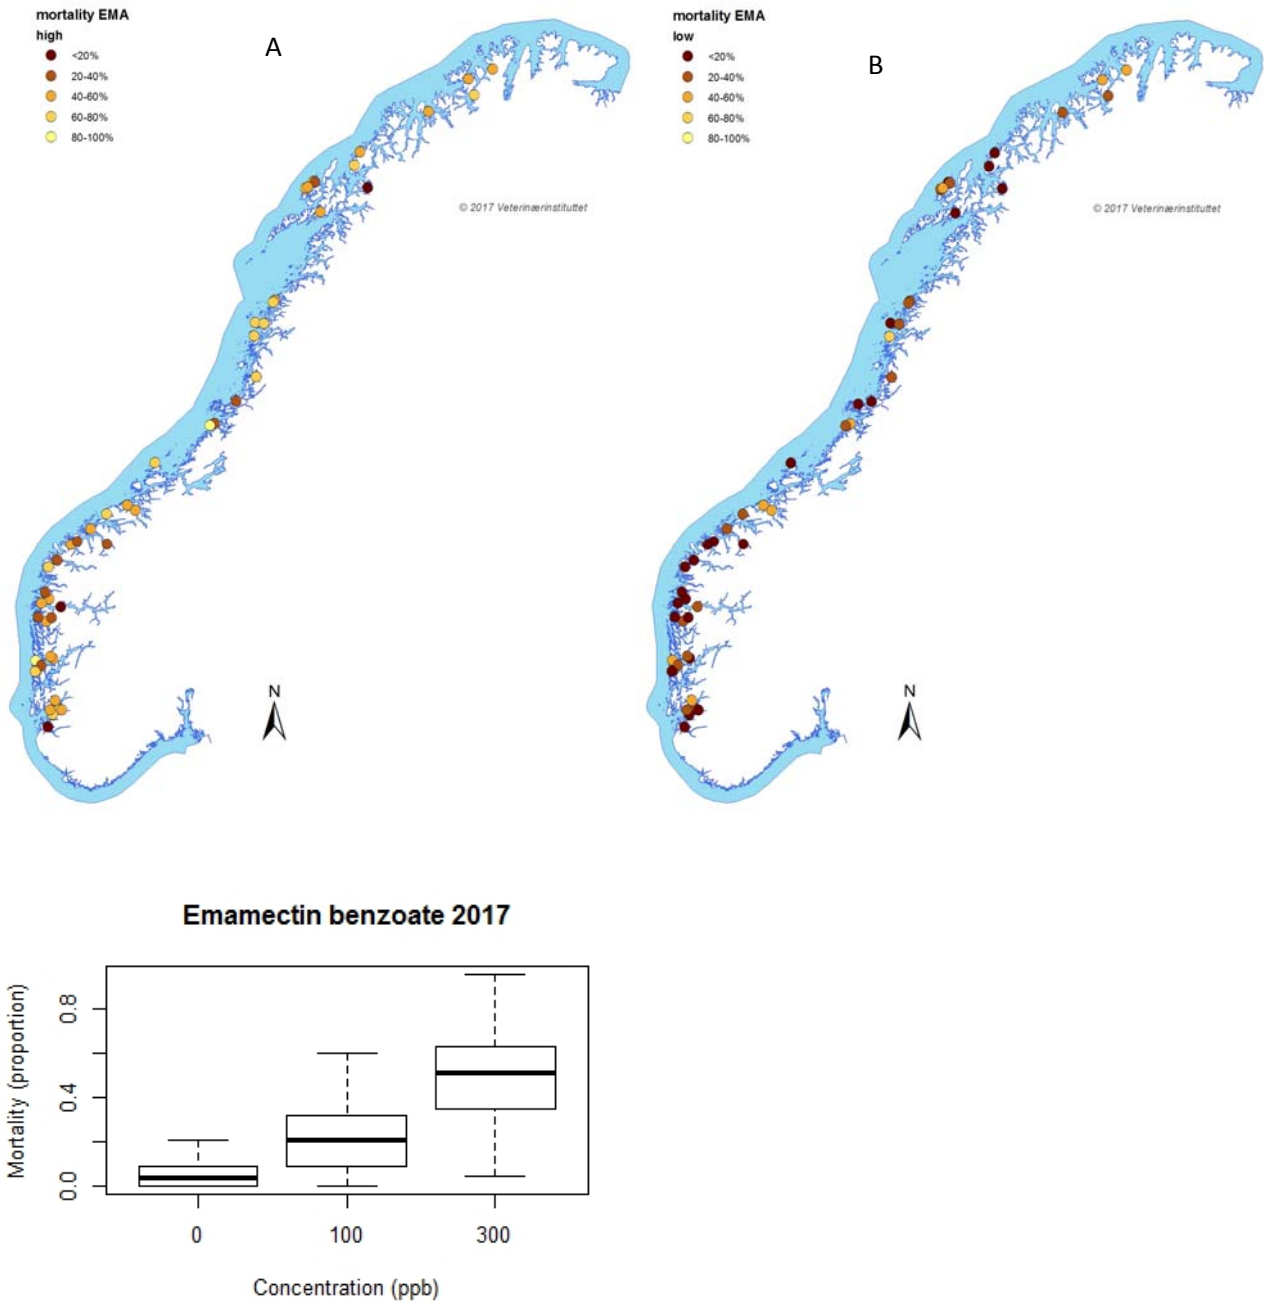 mortality EMA
high
<20%
20-40%
40-60%
60-80%
80-100%
A
© 2017 Veterinærinstituttet
N
mortality EMA
low
<20%
20-40%
40-60%
60-80%
80-100%
B
© 2017 Veterinærinstituttet
N
Emamectin benzoate 2017
Mortality (proportion)
0.8
0.4
0.0
0 100 300
Concentration (ppb)